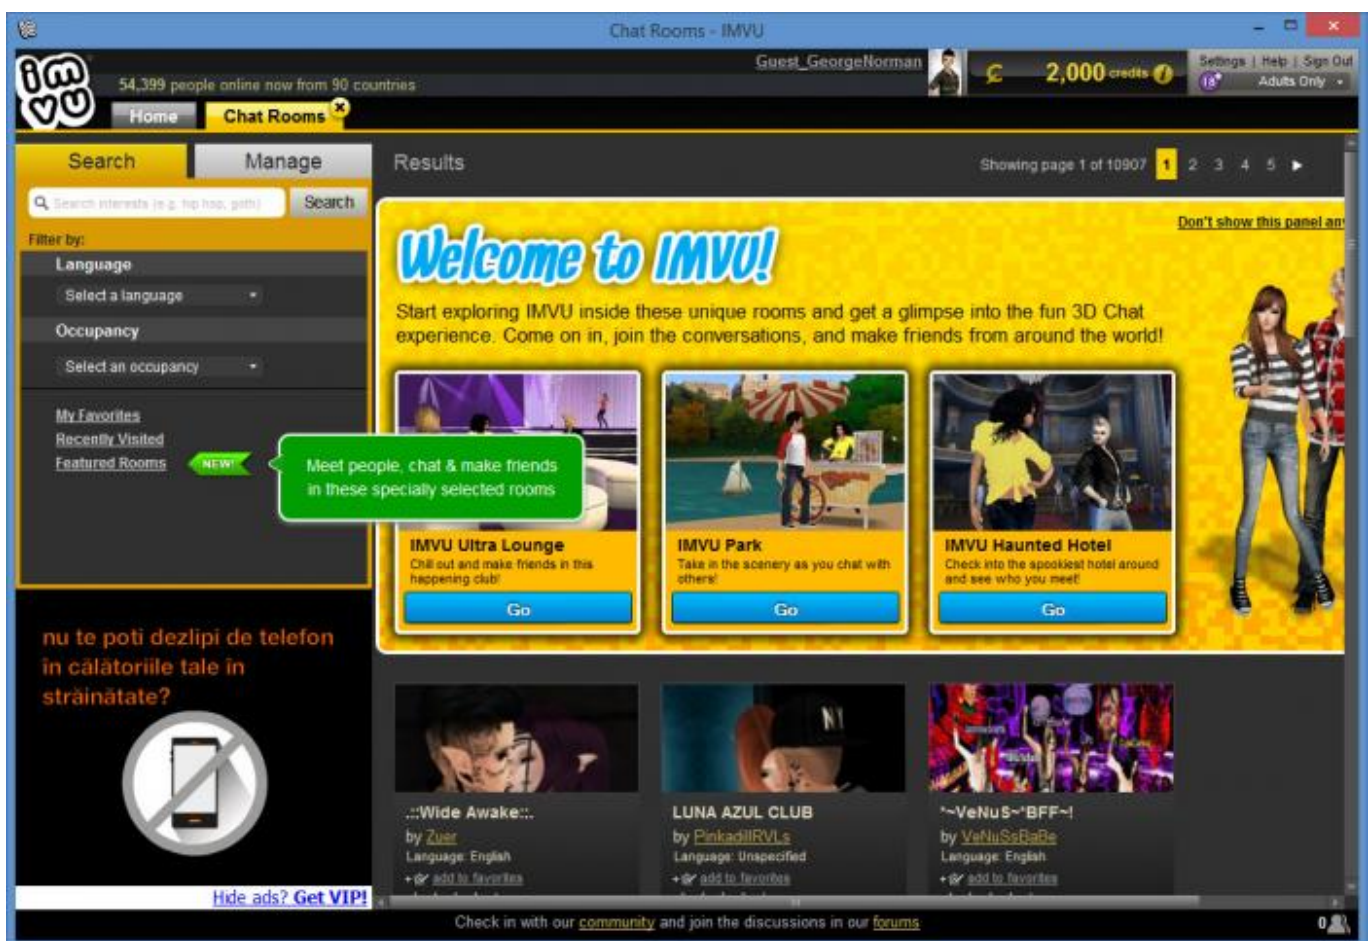 Chat Rooms - IMVU
imvu
Guest_GeorgeNorman
2,000 credits
Settings | Help | Sign Out
54,399 people online now from 90 countries
18+
Adults Only
Home
Chat Rooms
Search
Manage
Results
Showing page 1 of 10907 1 2 3 4 5
Search interests (e.g. hip hop, goth)
Search
Filter by:
Language
Select a language
Occupancy
Select an occupancy
My Favorites
Recently Visited
Featured Rooms
NEW!
Meet people, chat & make friends
in these specially selected rooms
Don't show this panel an
Welcome to IMVU!
Start exploring IMVU inside these unique rooms and get a glimpse into the fun 3D Chat
experience. Come on in, join the conversations, and make friends from around the world!
IMVU Ultra Lounge
Chill out and make friends in this
happening club!
Go
IMVU Park
Take in the scenery as you chat with
others!
Go
IMVU Haunted Hotel
Check into the spookiest hotel around
and see who you meet!
Go
nu te poti dezlipi de telefon
în călătoriile tale în
străinătate?
Hide ads? Get VIP!
.::Wide Awake::.
by Zuer
Language: English
+ add to favorites
LUNA AZUL CLUB
by PinkadillRVLs
Language: Unspecified
+ add to favorites
*~VeNuS~*BFF~!
by VeNuSsBaBe
Language: English
+ add to favorites
Check in with our community and join the discussions in our forums
0